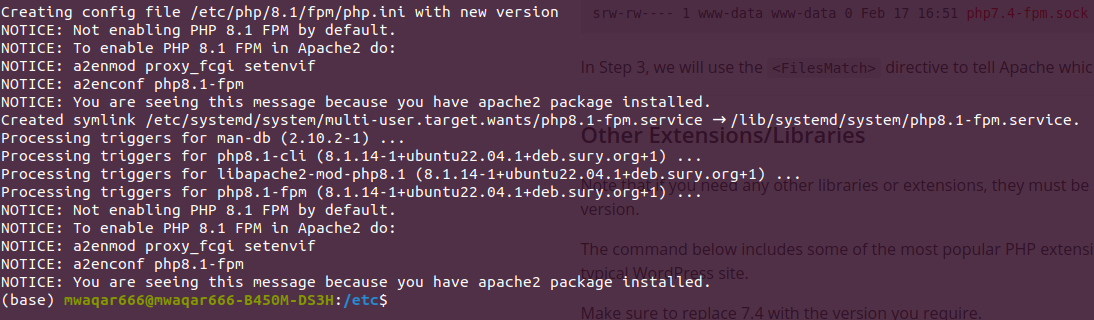 Creating config file /etc/php/8.1/fpm/php.ini with new version
NOTICE: Not enabling PHP 8.1 FPM by default.
NOTICE: To enable PHP 8.1 FPM in Apache2 do:
NOTICE: a2enmod proxy_fcgi setenvif
NOTICE: a2enconf php8.1-fpm
NOTICE: You are seeing this message because you have apache2 package installed.
Created symlink /etc/systemd/system/multi-user.target.wants/php8.1-fpm.service → /lib/systemd/system/php8.1-fpm.service.
Processing triggers for man-db (2.10.2-1) ...
Processing triggers for php8.1-cli (8.1.14-1+ubuntu22.04.1+deb.sury.org+1) ...
Processing triggers for libapache2-mod-php8.1 (8.1.14-1+ubuntu22.04.1+deb.sury.org+1) ...
Processing triggers for php8.1-fpm (8.1.14-1+ubuntu22.04.1+deb.sury.org+1) ...
NOTICE: Not enabling PHP 8.1 FPM by default.
NOTICE: To enable PHP 8.1 FPM in Apache2 do:
NOTICE: a2enmod proxy_fcgi setenvif
NOTICE: a2enconf php8.1-fpm
NOTICE: You are seeing this message because you have apache2 package installed.
(base) mwaqar666@mwaqar666-B450M-DS3H:/etc$
srw-rw---- 1 www-data www-data 0 Feb 17 16:51 php7.4-fpm.sock
In Step 3, we will use the <FilesMatch> directive to tell Apache whic
Other Extensions/Libraries
Note that if you need any other libraries or extensions, they must be
version.
The command below includes some of the most popular PHP extensi
typical WordPress site.
Make sure to replace 7.4 with the version you require.